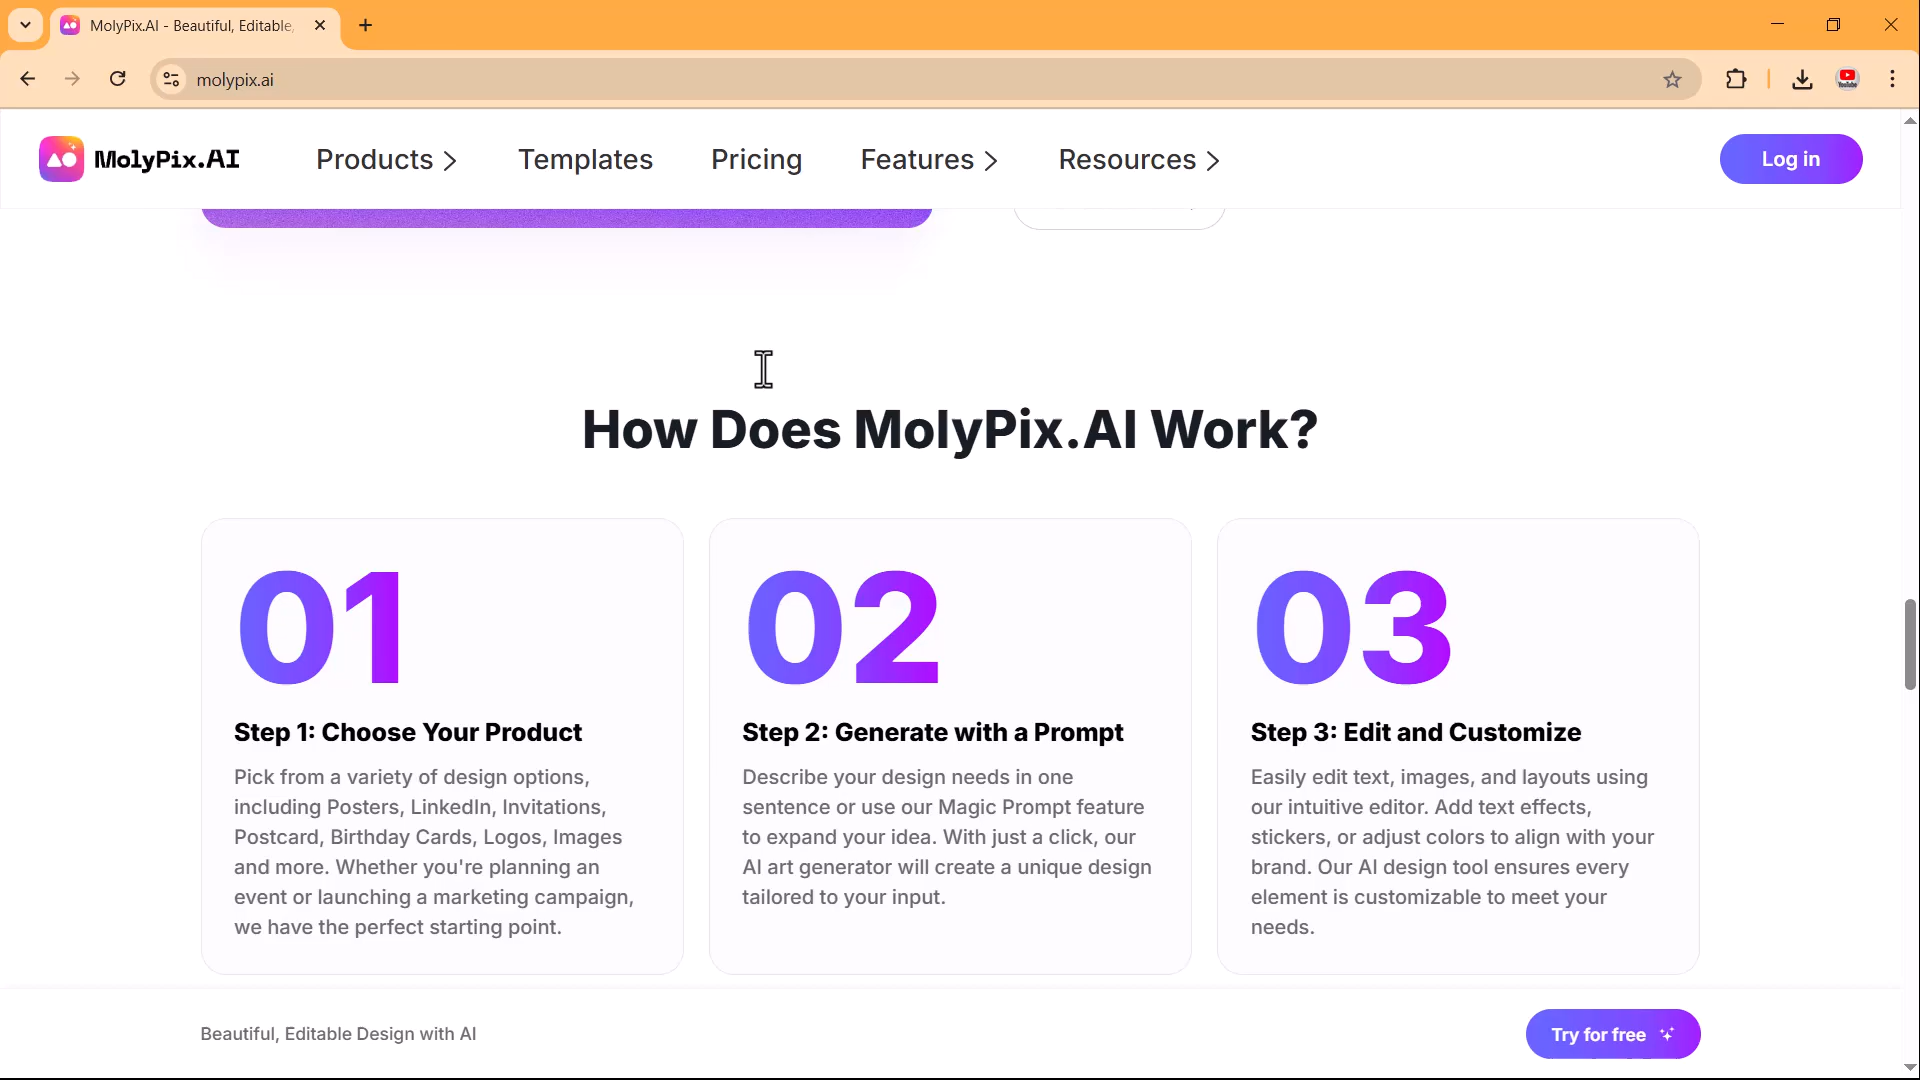 MolyPix.AI - Beautiful, Editable,
molypix.ai
MolyPix.AI
Products
Templates
Pricing
Features
Resources
Log in
How Does MolyPix.AI Work?
01
Step 1: Choose Your Product
Pick from a variety of design options,
including Posters, LinkedIn, Invitations,
Postcard, Birthday Cards, Logos, Images
and more. Whether you're planning an
event or launching a marketing campaign,
we have the perfect starting point.
02
Step 2: Generate with a Prompt
Describe your design needs in one
sentence or use our Magic Prompt feature
to expand your idea. With just a click, our
AI art generator will create a unique design
tailored to your input.
03
Step 3: Edit and Customize
Easily edit text, images, and layouts using
our intuitive editor. Add text effects,
stickers, or adjust colors to align with your
brand. Our AI design tool ensures every
element is customizable to meet your
needs.
Beautiful, Editable Design with AI
Try for free